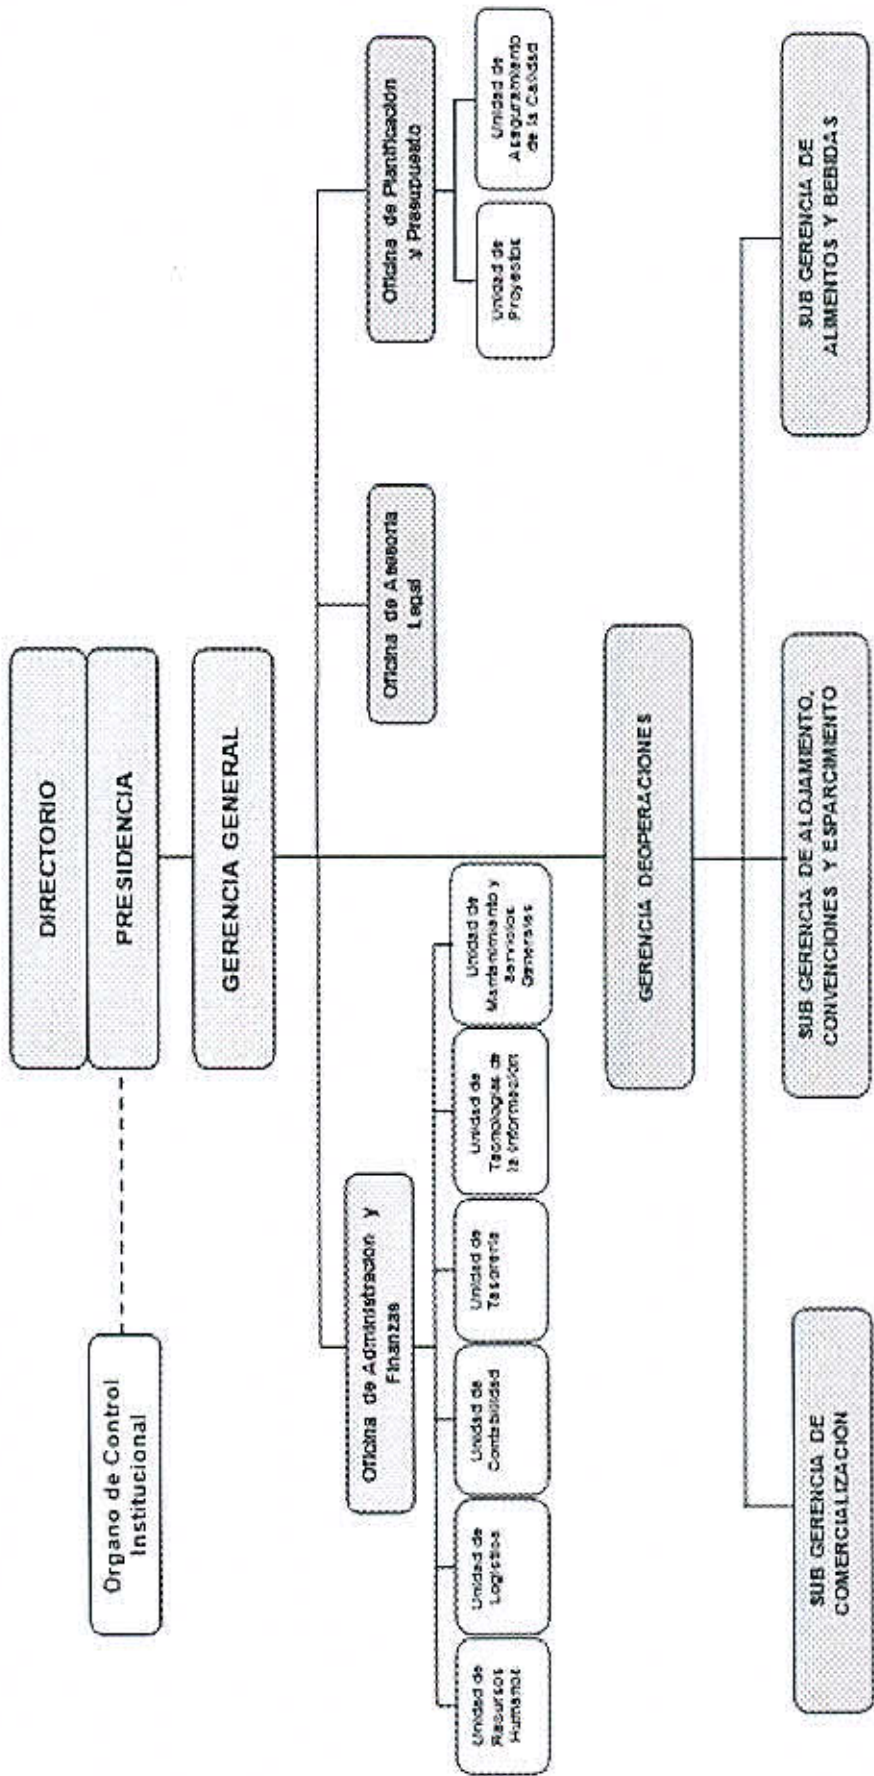 DIRECTORIO
PRESIDENCIA
Organo de Control
Institucional
GERENCIA GENERAL
Oficina de Administracion y
Finanzas
Oficina de Asesoria
Legal
Oficina de Planificación
y Presupuesto
Unidad de
Recursos
Humanos
Unidad de
Logistica
Unidad de
Contabilidad
Unidad de
Tesorería
Unidad de
Tecnologías de
la Información
Unidad de
Mantenimiento y
Servicios
Generales
Unidad de
Proyectos
Unidad de
Aseguramiento
de la Calidad
GERENCIA DEOPERACIONES
SUB GERENCIA DE
COMERCIALIZACIÓN
SUB GERENCIA DE ALOJAMIENTO,
CONVENCIONES Y ESPARCIMIENTO
SUB GERENCIA DE
ALIMENTOS Y BEBIDAS